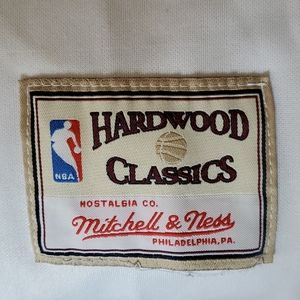 HARDWOOD
CLASSICS
NBA
NOSTALGIA CO.
Mitchell & Ness
PHILADELPHIA, PA.